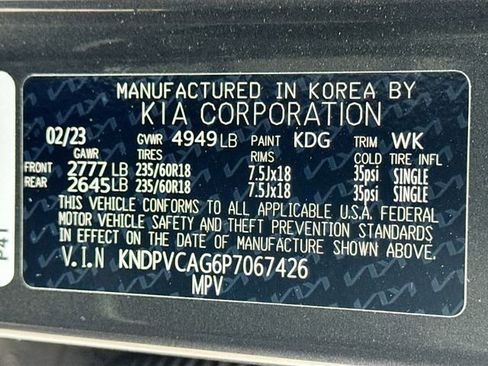 MANUFACTURED IN KOREA BY
KIA CORPORATION
02/23 GVWR 4949 LB PAINT KDG TRIM WK
GAWR TIRES RIMS COLD TIRE INFL
FRONT 2777 LB 235/60R18 7.5Jx18 35psi SINGLE
REAR 2645 LB 235/60R18 7.5Jx18 35psi SINGLE
THIS VEHICLE CONFORMS TO ALL APPLICABLE U.S.A. FEDERAL
MOTOR VEHICLE SAFETY AND THEFT PREVENTION STANDARDS
IN EFFECT ON THE DATE OF MANUFACTURE SHOWN ABOVE.
V.I.N KNDPVCAG6P7067426
MPV
P41